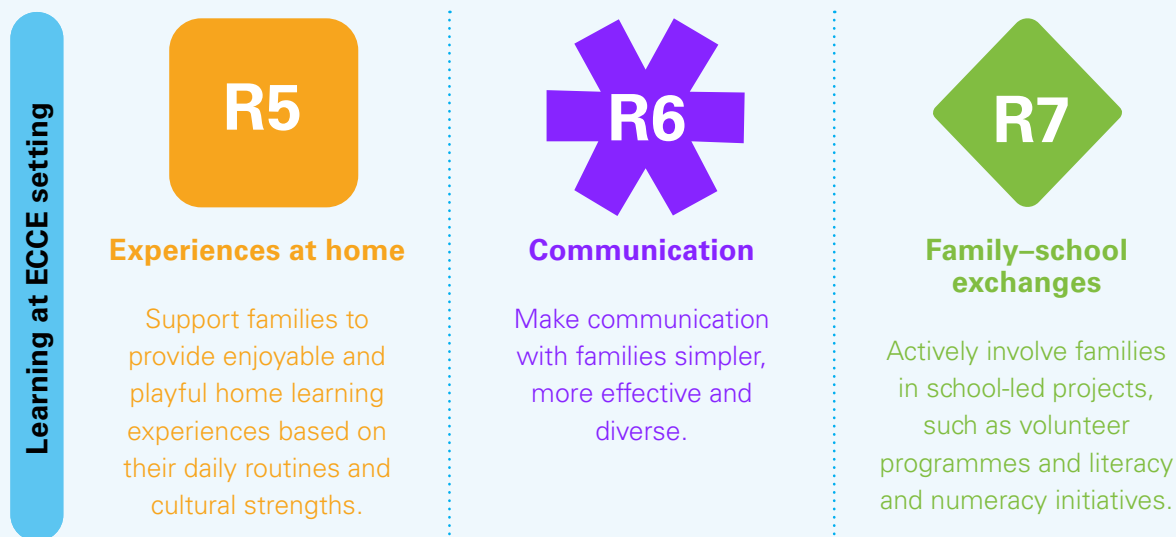 Learning at ECCE setting
R5
Experiences at home
Support families to
provide enjoyable and
playful home learning
experiences based on
their daily routines and
cultural strengths.
R6
Communication
Make communication
with families simpler,
more effective and
diverse.
R7
Family–school
exchanges
Actively involve families
in school-led projects,
such as volunteer
programmes and literacy
and numeracy initiatives.